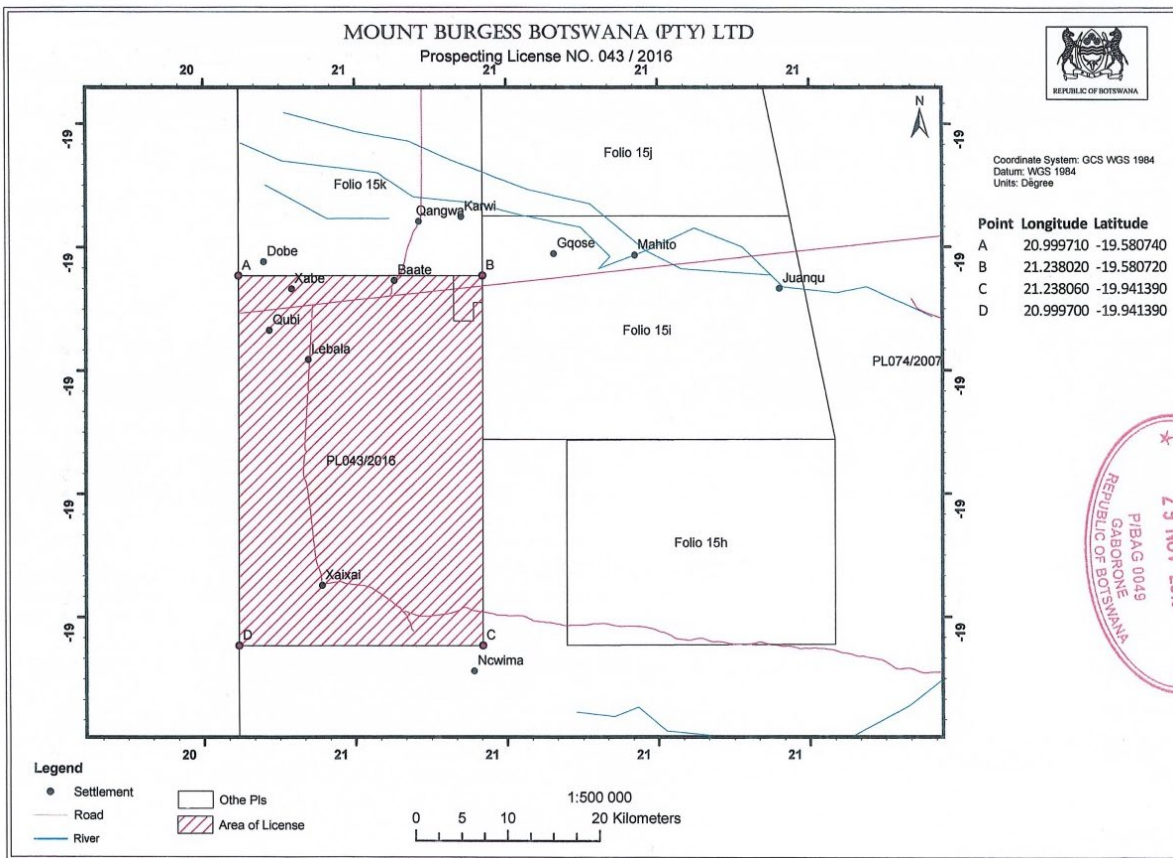 MOUNT BURGESS BOTSWANA (PTY) LTD
Prospecting License NO. 043 / 2016
REPUBLIC OF BOTSWANA
20 21 21 21 21
N
Coordinate System: GCS WGS 1984
Datum: WGS 1984
Units: Degree
Point Longitude Latitude
A 20.999710 -19.580740
B 21.238020 -19.580720
C 21.238060 -19.941390
D 20.999700 -19.941390
-19 -19
Folio 15j
Folio 15k
Qangwa
Karwi
Dobe
Gqose
Mahito
-19 -19
A
B
Xabe
Baate
Juanqu
Qubi
Folio 15i
Lebala
PL074/2007
-19 -19
PL043/2016
-19 -19
Folio 15h
P/BAG 0049
GABORONE
REPUBLIC OF BOTSWANA
Xaixai
-19 -19
D
C
Ncwima
20 21 21 21 21
Legend
Settlement
Road
River
Othe Pls
Area of License
1:500 000
0 5 10 20 Kilometers